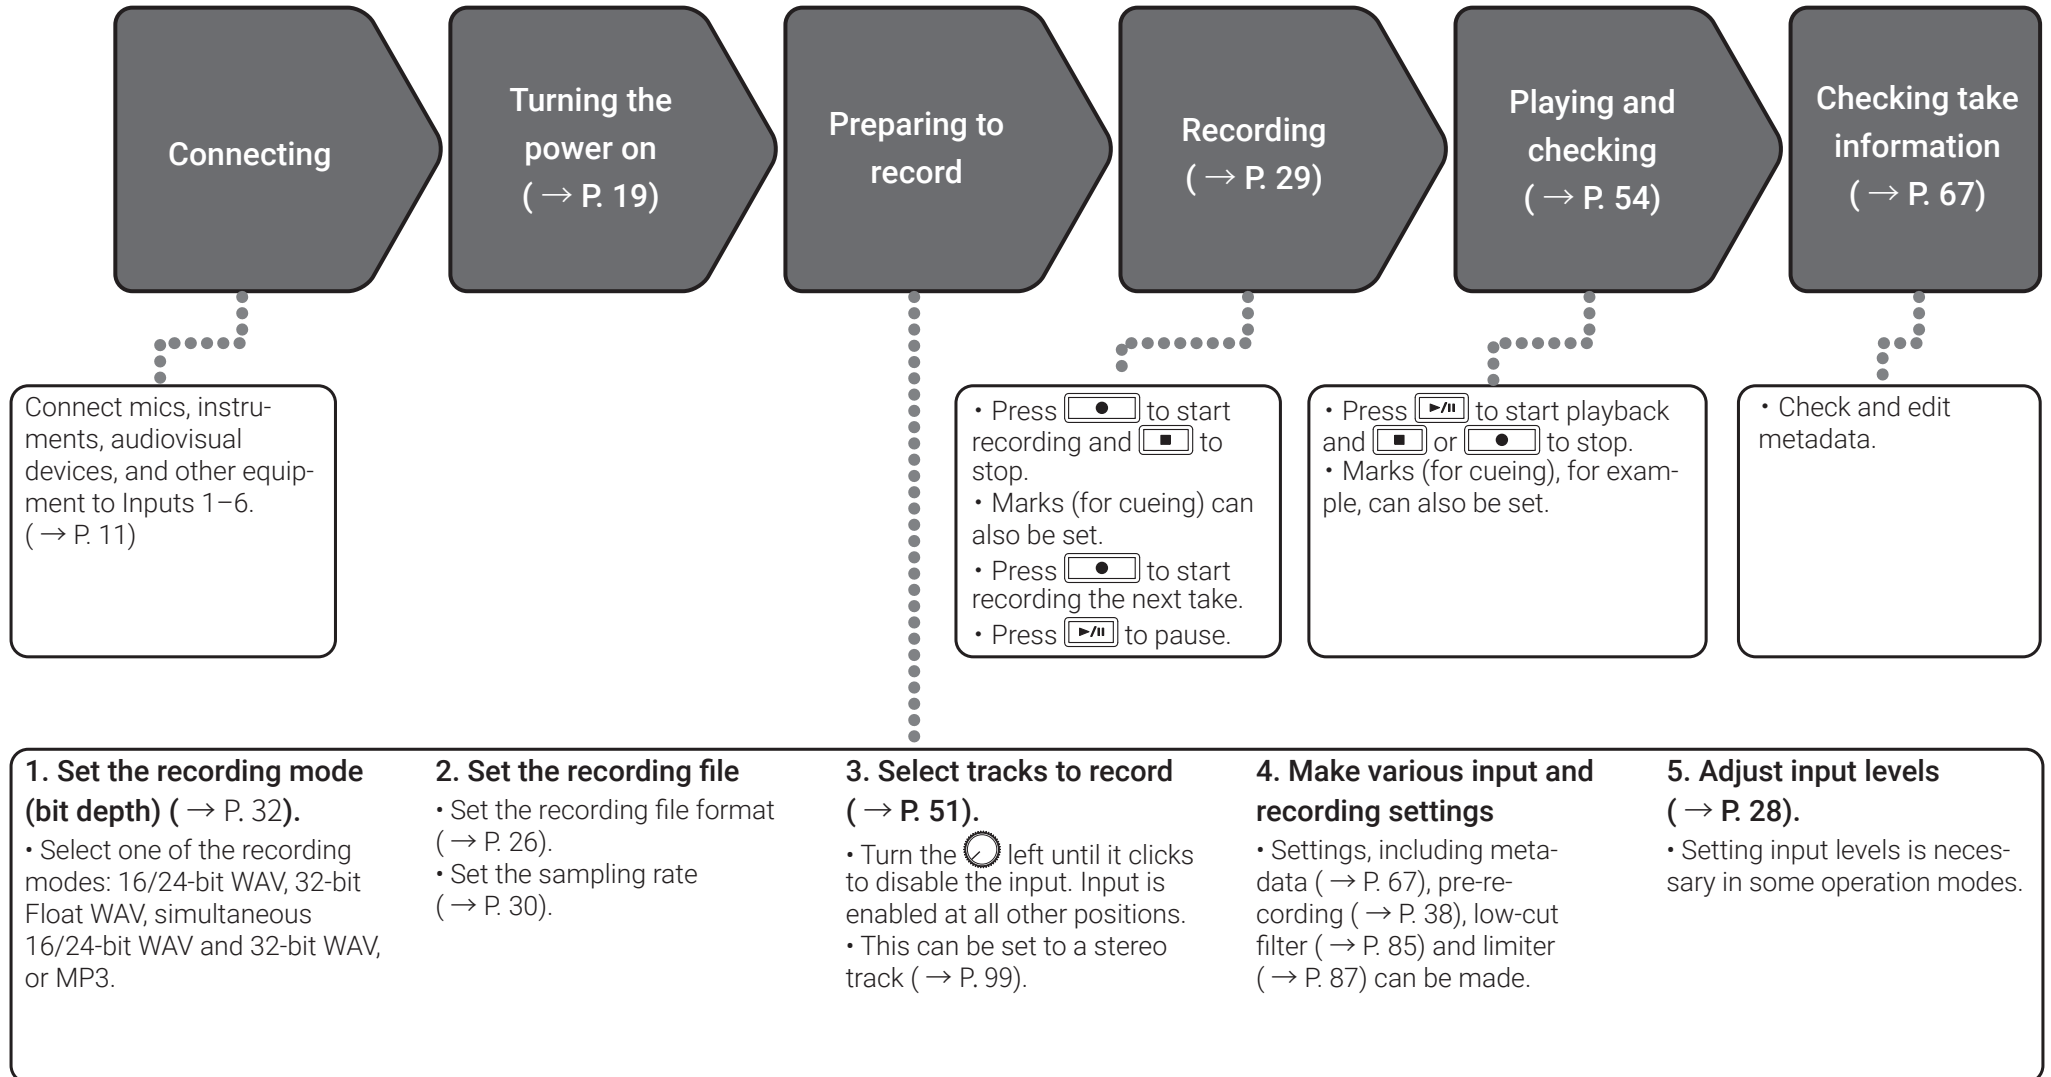 Connecting
Turning the
power on
( → P. 19)
Preparing to
record
Recording
( → P. 29)
Playing and
checking
( → P. 54)
Checking take
information
( → P. 67)
Connect mics, instru-
ments, audiovisual
devices, and other equip-
ment to Inputs 1–6.
( → P. 11)
• Press ● to start
recording and ■ to
stop.
• Marks (for cueing) can
also be set.
• Press ● to start
recording the next take.
• Press ►/II to pause.
• Press ►/II to start playback
and ■ or ● to stop.
• Marks (for cueing), for exam-
ple, can also be set.
• Check and edit
metadata.
1. Set the recording mode
(bit depth) ( → P. 32).
• Select one of the recording
modes: 16/24-bit WAV, 32-bit
Float WAV, simultaneous
16/24-bit WAV and 32-bit WAV,
or MP3.
2. Set the recording file
• Set the recording file format
( → P. 26).
• Set the sampling rate
( → P. 30).
3. Select tracks to record
( → P. 51).
• Turn the left until it clicks
to disable the input. Input is
enabled at all other positions.
• This can be set to a stereo
track ( → P. 99).
4. Make various input and
recording settings
• Settings, including meta-
data ( → P. 67), pre-re-
cording ( → P. 38), low-cut
filter ( → P. 85) and limiter
( → P. 87) can be made.
5. Adjust input levels
( → P. 28).
• Setting input levels is neces-
sary in some operation modes.